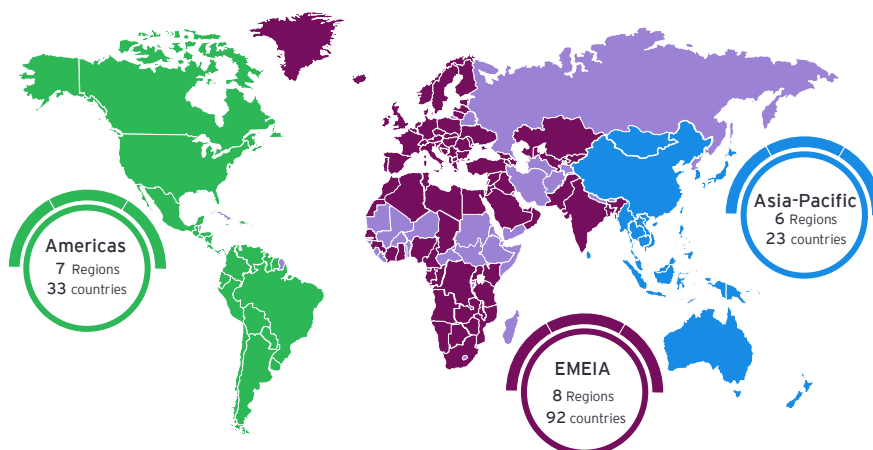 Americas
7 Regions
33 countries
Asia-Pacific
6 Regions
23 countries
EMEIA
8 Regions
92 countries